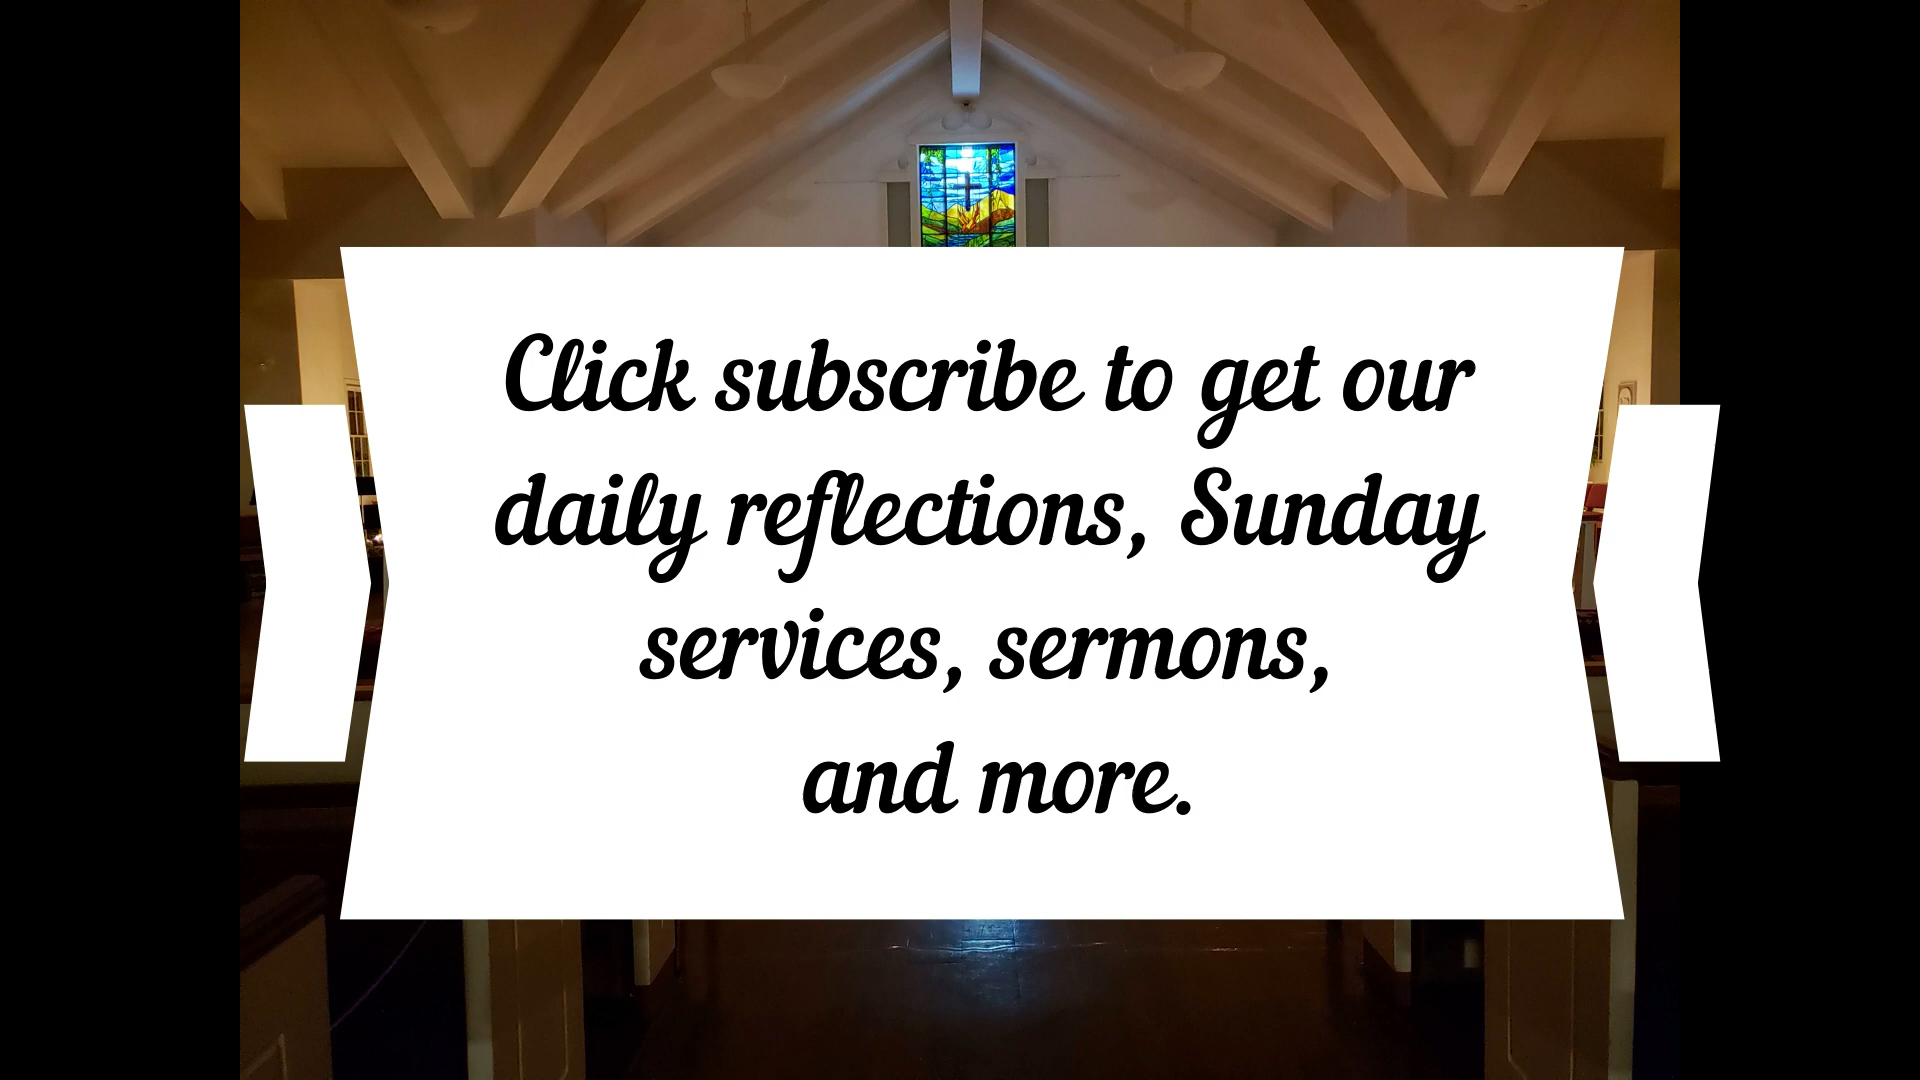 Click subscribe to get our
daily reflections, Sunday
services, sermons,
and more.